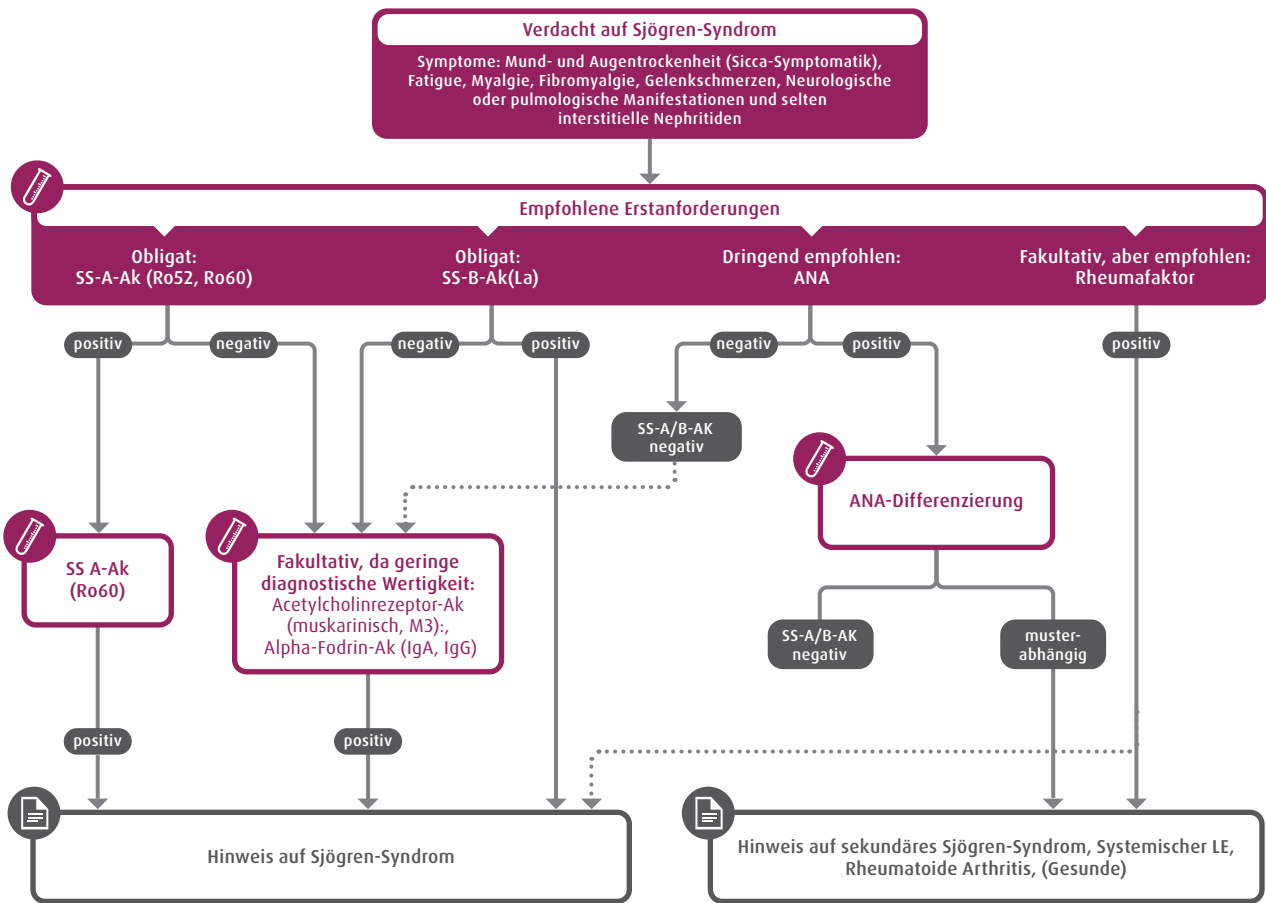 Verdacht auf Sjögren-Syndrom
Symptome: Mund- und Augentrockenheit (Sicca-Symptomatik),
Fatigue, Myalgie, Fibromyalgie, Gelenkschmerzen, Neurologische
oder pulmologische Manifestationen und selten
interstitielle Nephritiden
Empfohlene Erstanforderungen
Obligat:
SS-A-Ak (Ro52, Ro60)
Obligat:
SS-B-Ak(La)
Dringend empfohlen:
ANA
Fakultativ, aber empfohlen:
Rheumafaktor
positiv
negativ
negativ
positiv
negativ
positiv
positiv
SS-A/B-AK
negativ
ANA-Differenzierung
SS A-Ak
(Ro60)
Fakultativ, da geringe
diagnostische Wertigkeit:
Acetylcholinrezeptor-Ak
(muskarinisch, M3):,
Alpha-Fodrin-Ak (IgA, IgG)
SS-A/B-AK
negativ
muster-
abhängig
positiv
positiv
Hinweis auf Sjögren-Syndrom
Hinweis auf sekundäres Sjögren-Syndrom, Systemischer LE,
Rheumatoide Arthritis, (Gesunde)